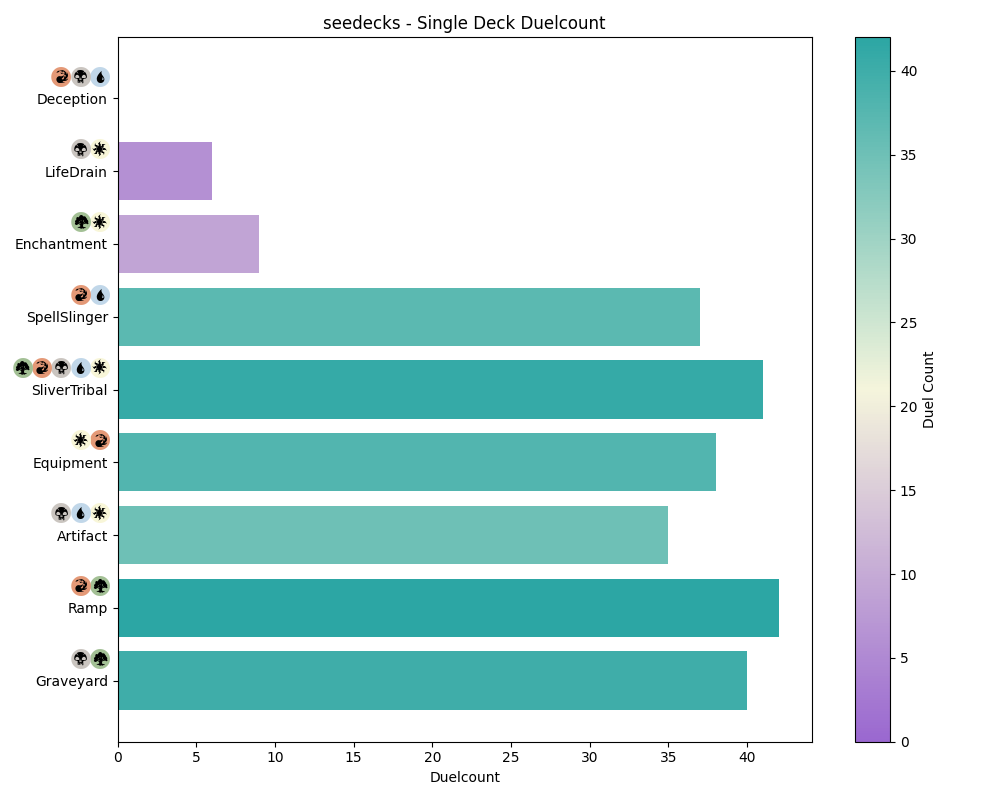 seedecks - Single Deck Duelcount
Deception
LifeDrain
Enchantment
SpellSlinger
SliverTribal
Equipment
Artifact
Ramp
Graveyard
0 5 10 15 20 25 30 35 40
Duelcount
40
35
30
25
20
15
10
5
0
Duel Count